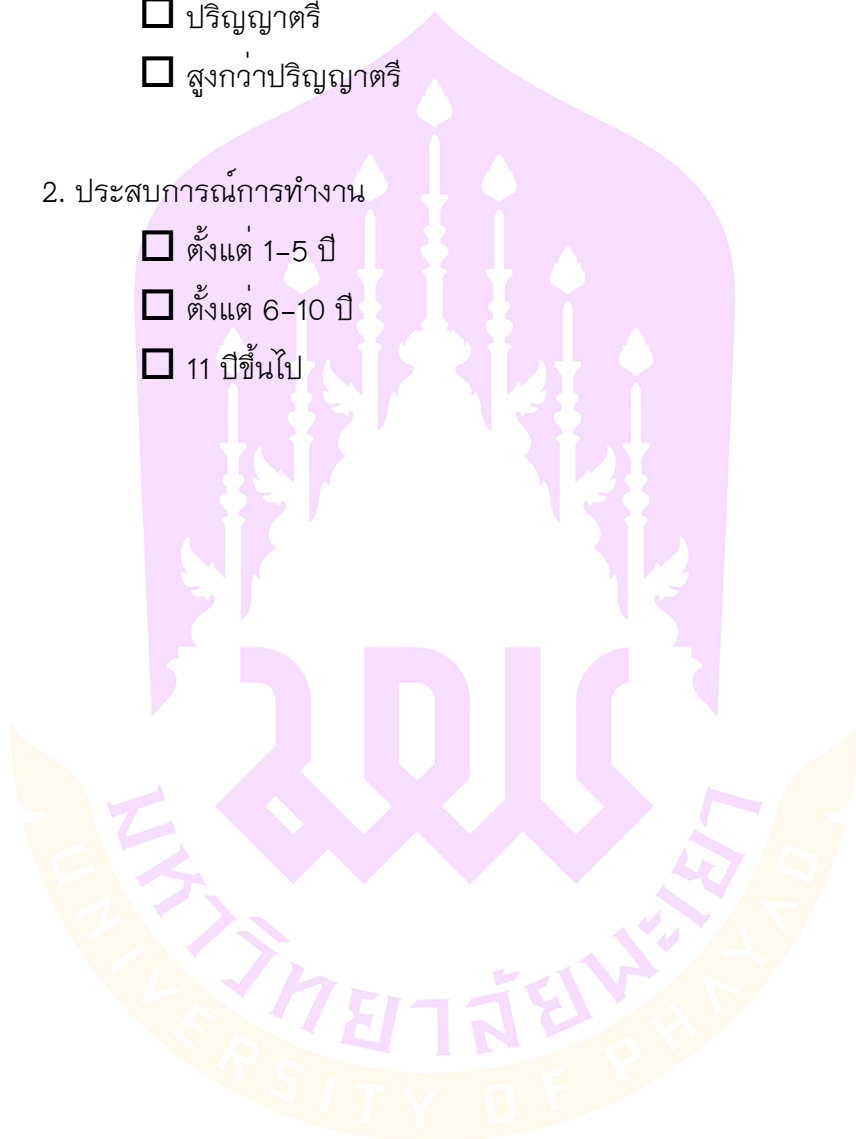 ☐ ปริญญาตรี
☐ สูงกว่าปริญญาตรี
2. ประสบการณ์การทำงาน
☐ ตั้งแต่ 1-5 ปี
☐ ตั้งแต่ 6-10 ปี
☐ 11 ปีขึ้นไป
มหาวิทยาลัยพะเยา
UNIVERSITY OF PHAYAO